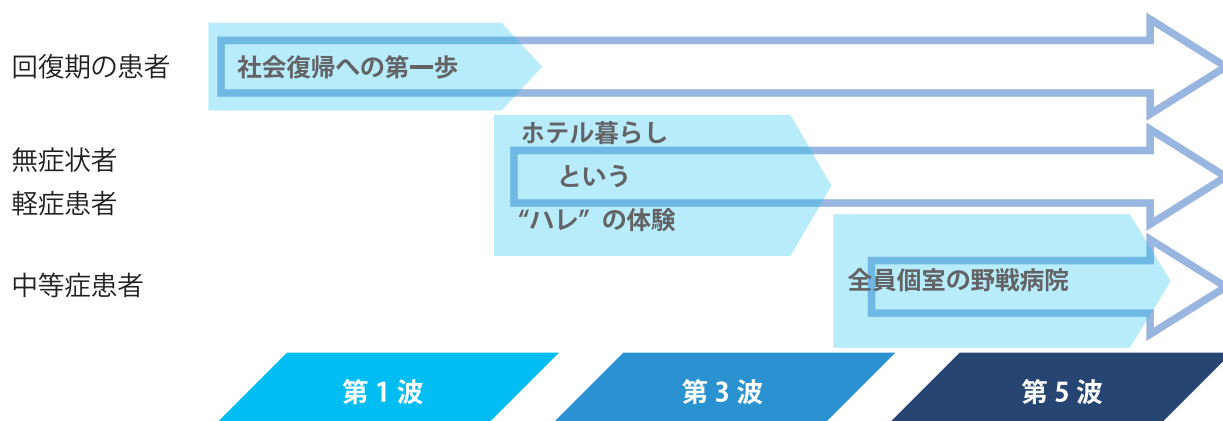 回復期の患者
社会復帰への第一歩
ホテル暮らし
無症状者
という
軽症患者
“ハレ”の体験
中等症患者
全員個室の野戦病院
第1波
第3波
第5波